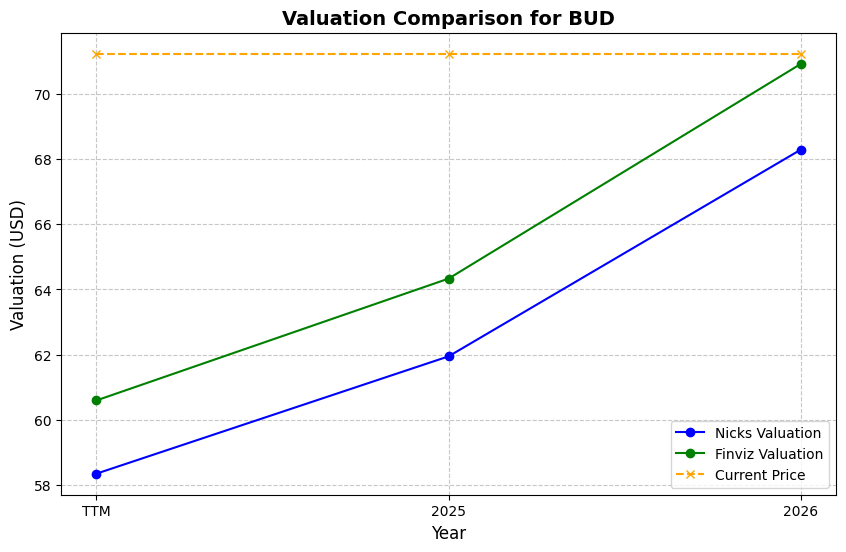 Valuation Comparison for BUD
Valuation (USD)
70
68
66
64
62
60
58
TTM
2025
2026
Year
Nicks Valuation
Finviz Valuation
Current Price